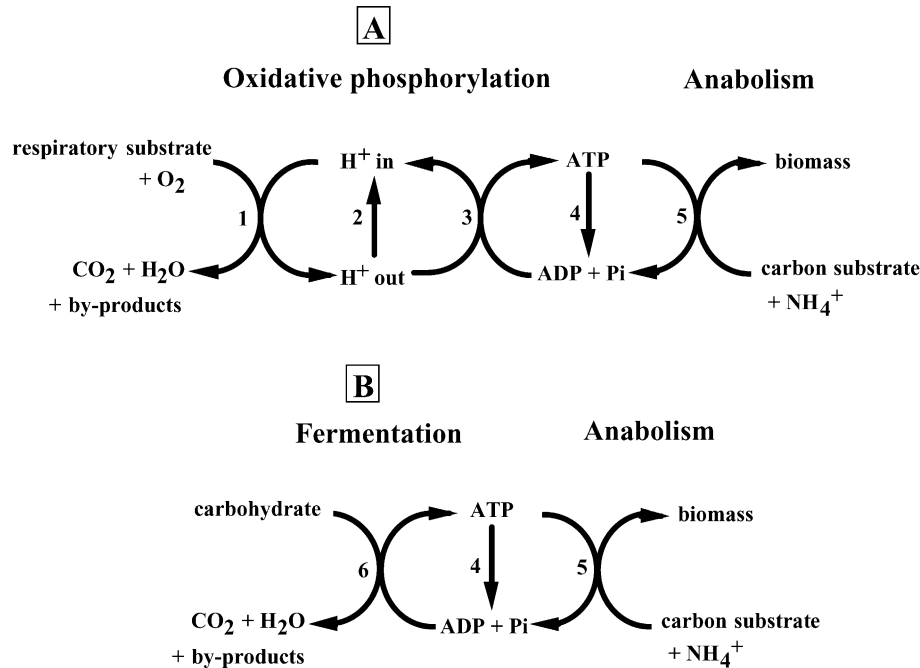 A
Oxidative phosphorylation Anabolism
respiratory substrate
+ O₂
H⁺ in
ATP
biomass
1
2
3
4
5
CO₂ + H₂O
+ by-products
H⁺ out
ADP + Pi
carbon substrate
+ NH₄⁺
B
Fermentation Anabolism
carbohydrate
ATP
biomass
6
4
5
CO₂ + H₂O
+ by-products
ADP + Pi
carbon substrate
+ NH₄⁺